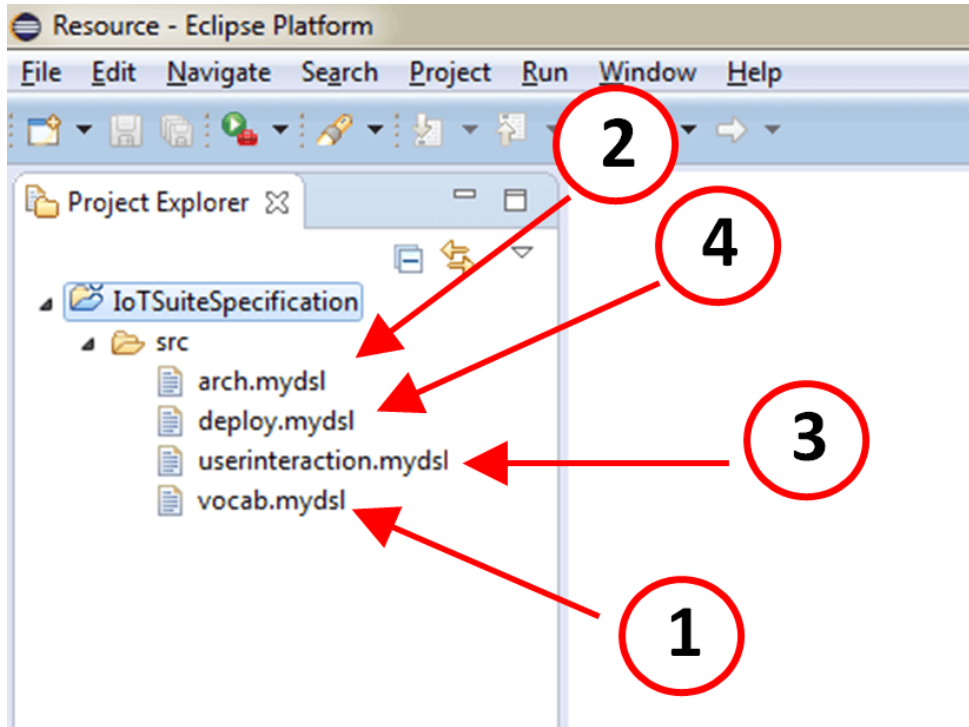 Resource - Eclipse Platform
File Edit Navigate Search Project Run Window Help
2
Project Explorer
4
IoTSuiteSpecification
src
arch.mydsl
deploy.mydsl
3
userinteraction.mydsl
vocab.mydsl
1